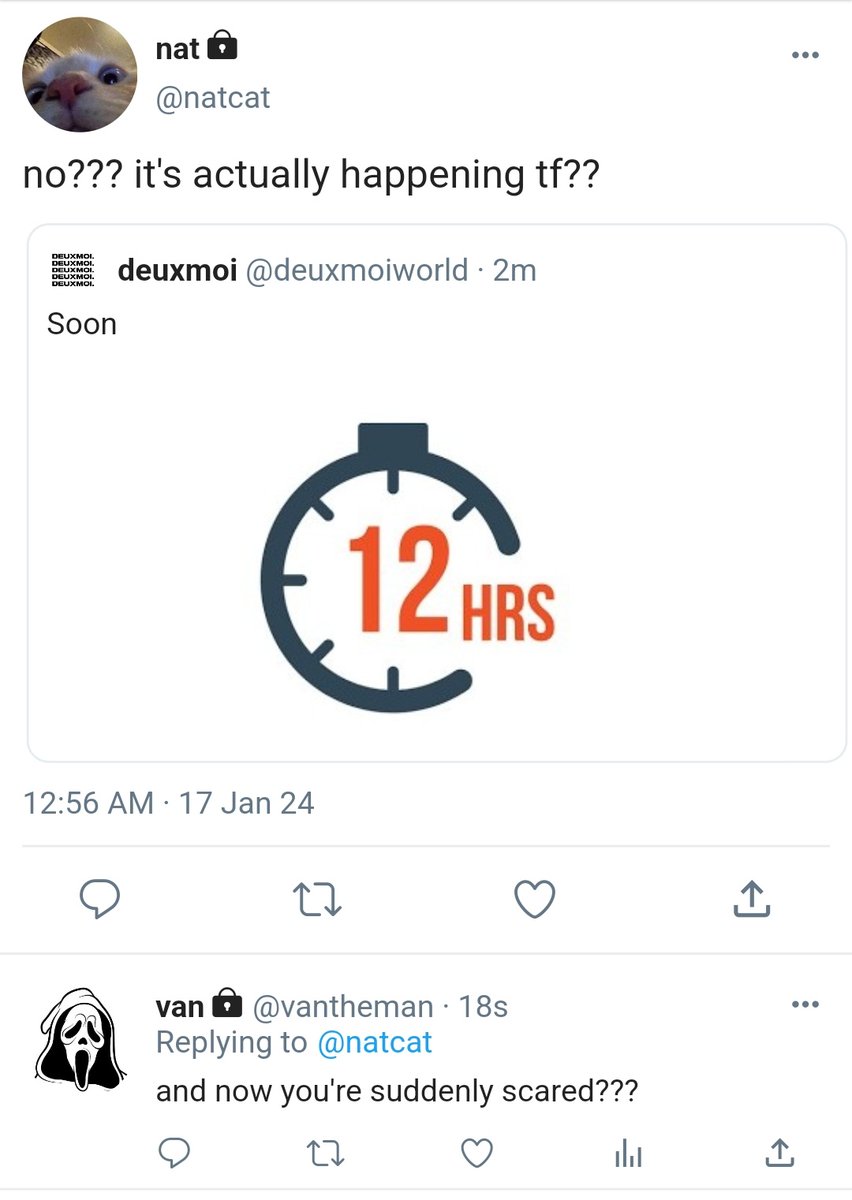 nat
@natcat
no??? it's actually happening tf??
DEUXMOI.
DEUXMOI.
DEUXMOI.
DEUXMOI.
DEUXMOI.
deuxmoi @deuxmoiworld · 2m
Soon
12 HRS
12:56 AM · 17 Jan 24
van @vantheman · 18s
Replying to @natcat
and now you're suddenly scared???